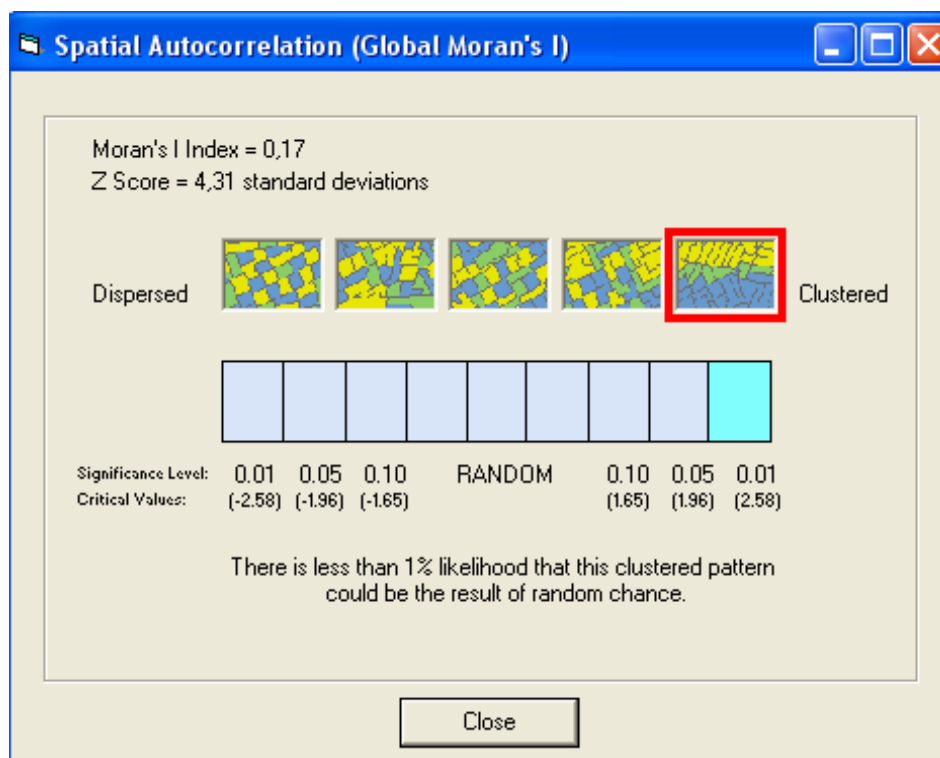 Spatial Autocorrelation (Global Moran's I)
Moran's I Index = 0,17
Z Score = 4,31 standard deviations
Dispersed
Clustered
Significance Level: 0.01 0.05 0.10 RANDOM 0.10 0.05 0.01
Critical Values: (-2.58) (-1.96) (-1.65) (1.65) (1.96) (2.58)
There is less than 1% likelihood that this clustered pattern
could be the result of random chance.
Close